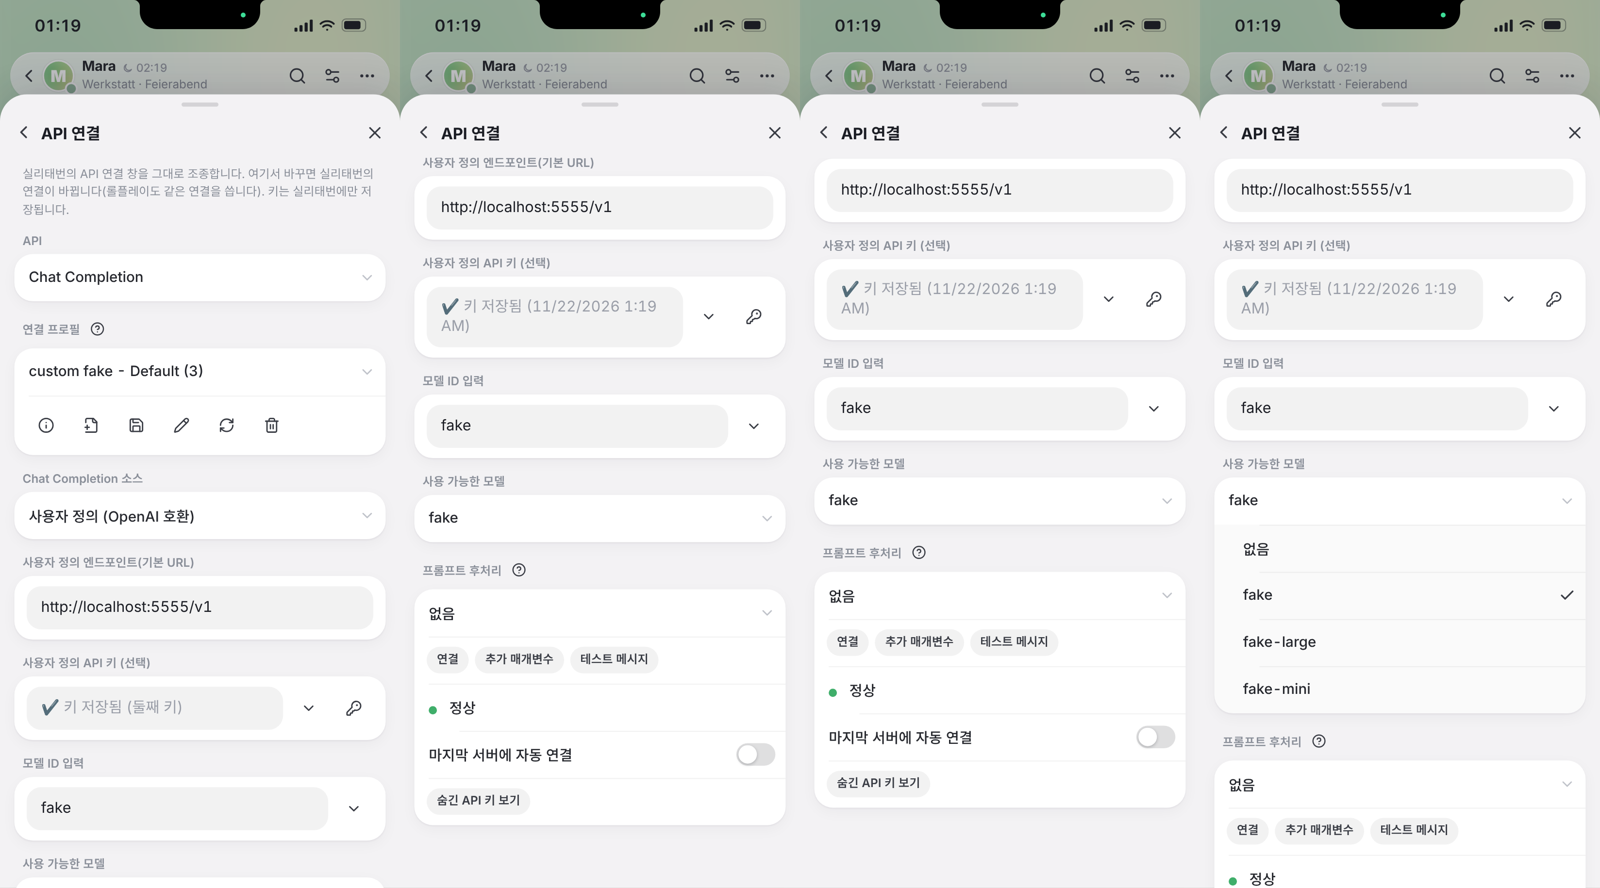 01:19
Mara 02:19
Werkstatt · Feierabend
API 연결
실리태번의 API 연결 창을 그대로 조종합니다. 여기서 바꾸면 실리태번의
연결이 바뀝니다(롤플레이도 같은 연결을 씁니다). 키는 실리태번에만 저
장됩니다.
API
Chat Completion
연결 프로필
custom fake - Default (3)
Chat Completion 소스
사용자 정의 (OpenAI 호환)
사용자 정의 엔드포인트(기본 URL)
http://localhost:5555/v1
사용자 정의 API 키 (선택)
✔ 키 저장됨 (둘째 키)
모델 ID 입력
fake
사용 가능한 모델
01:19
Mara 02:19
Werkstatt · Feierabend
API 연결
사용자 정의 엔드포인트(기본 URL)
http://localhost:5555/v1
사용자 정의 API 키 (선택)
✔ 키 저장됨 (11/22/2026 1:19
AM)
모델 ID 입력
fake
사용 가능한 모델
fake
프롬프트 후처리
없음
연결 추가 매개변수 테스트 메시지
정상
마지막 서버에 자동 연결
숨긴 API 키 보기
01:19
Mara 02:19
Werkstatt · Feierabend
API 연결
http://localhost:5555/v1
사용자 정의 API 키 (선택)
✔ 키 저장됨 (11/22/2026 1:19
AM)
모델 ID 입력
fake
사용 가능한 모델
fake
프롬프트 후처리
없음
연결 추가 매개변수 테스트 메시지
정상
마지막 서버에 자동 연결
숨긴 API 키 보기
01:19
Mara 02:19
Werkstatt · Feierabend
API 연결
http://localhost:5555/v1
사용자 정의 API 키 (선택)
✔ 키 저장됨 (11/22/2026 1:19
AM)
모델 ID 입력
fake
사용 가능한 모델
fake
없음
fake
fake-large
fake-mini
프롬프트 후처리
없음
연결 추가 매개변수 테스트 메시지
정상